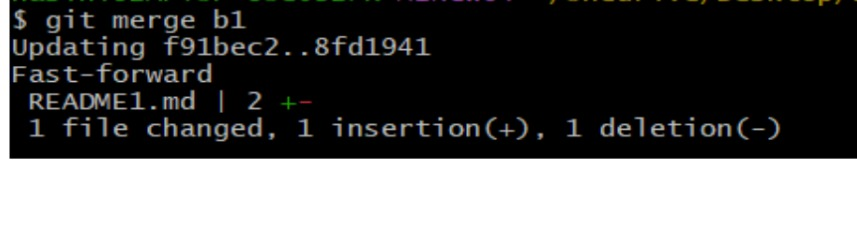 $ git merge b1
Updating f91bec2..8fd1941
Fast-forward
README1.md | 2 +-
1 file changed, 1 insertion(+), 1 deletion(-)